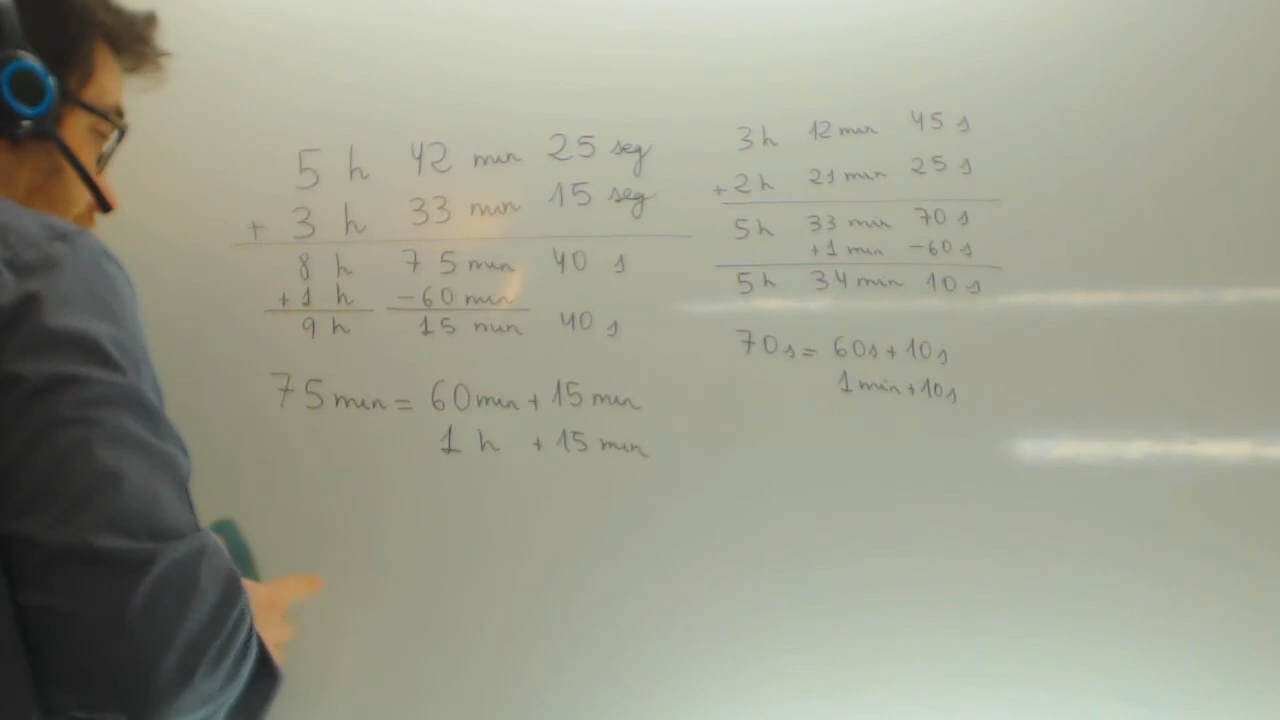 5 h 42 min 25 seg
+ 3 h 33 min 15 seg
8 h 75 min 40 s
+1 h -60 min
9 h 15 min 40 s
75 min = 60 min + 15 min
1 h + 15 min
3 h 12 min 45 s
+ 2 h 21 min 25 s
5 h 33 min 70 s
+1 min -60 s
5 h 34 min 10 s
70 s = 60 s + 10 s
1 min + 10 s